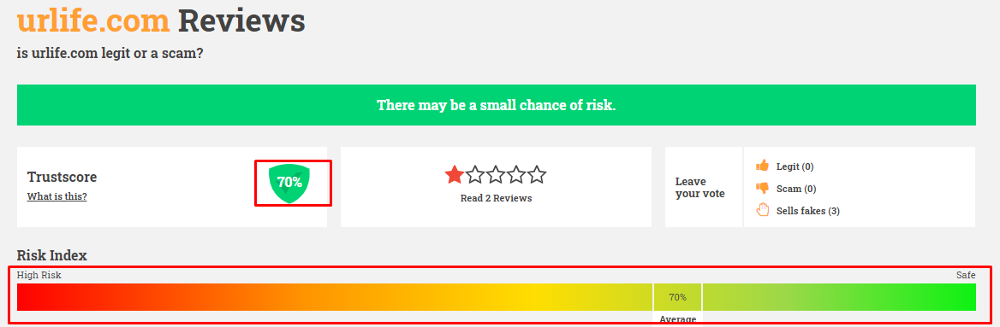 urlife.com Reviews
is urlife.com legit or a scam?
There may be a small chance of risk.
Trustscore
What is this?
70%
Read 2 Reviews
Leave
your vote
Legit (0)
Scam (0)
Sells fakes (3)
Risk Index
High Risk
Safe
70%
Average